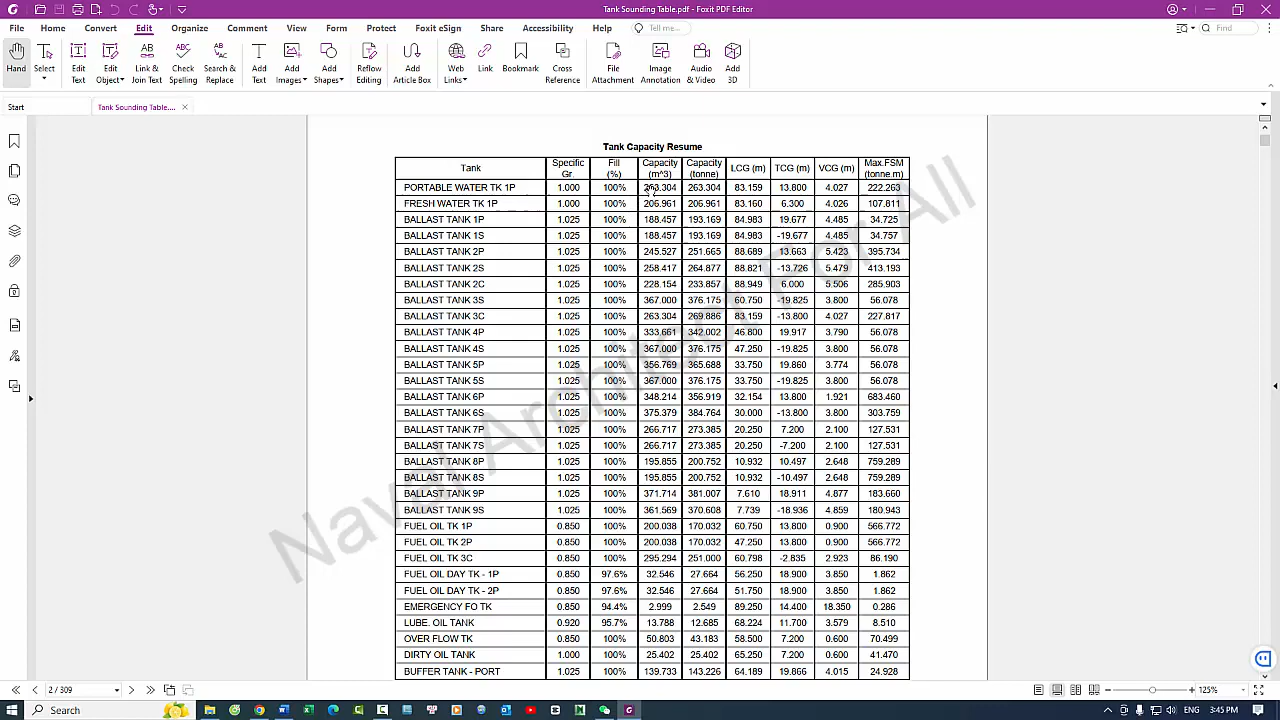 Tank Sounding Table.pdf - Foxit PDF Editor
File Home Convert Edit Organize Comment View Form Protect Foxit eSign Share Accessibility Help Tell me... Find
Hand Select Edit Text Edit Object Link & Join Text Check Spelling Search & Replace Add Text Add Images Add Shapes Reflow Editing Add Article Box Web Links Link Bookmark Cross Reference File Attachment Image Annotation Audio & Video Add 3D
Start Tank Sounding Table....
Tank Capacity Resume
Tank Specific Gr. Fill (%) Capacity (m^3) Capacity (tonne) LCG (m) TCG (m) VCG (m) Max.FSM (tonne.m)
PORTABLE WATER TK 1P 1.000 100% 263.304 263.304 83.159 13.800 4.027 222.263
FRESH WATER TK 1P 1.000 100% 206.961 206.961 83.160 6.300 4.026 107.811
BALLAST TANK 1P 1.025 100% 188.457 193.169 84.983 19.677 4.485 34.725
BALLAST TANK 1S 1.025 100% 188.457 193.169 84.983 -19.677 4.485 34.757
BALLAST TANK 2P 1.025 100% 245.527 251.665 88.689 13.663 5.423 395.734
BALLAST TANK 2S 1.025 100% 258.417 264.877 88.821 -13.726 5.479 413.193
BALLAST TANK 2C 1.025 100% 228.154 233.857 88.949 6.000 5.506 285.903
BALLAST TANK 3S 1.025 100% 367.000 376.175 60.750 -19.825 3.800 56.078
BALLAST TANK 3C 1.025 100% 263.304 269.886 83.159 -13.800 4.027 227.817
BALLAST TANK 4P 1.025 100% 333.661 342.002 46.800 19.917 3.790 56.078
BALLAST TANK 4S 1.025 100% 367.000 376.175 47.250 -19.825 3.800 56.078
BALLAST TANK 5P 1.025 100% 356.769 365.688 33.750 19.860 3.774 56.078
BALLAST TANK 5S 1.025 100% 367.000 376.175 33.750 -19.825 3.800 56.078
BALLAST TANK 6P 1.025 100% 348.214 356.919 32.154 13.800 1.921 683.460
BALLAST TANK 6S 1.025 100% 375.379 384.764 30.000 -13.800 3.800 303.759
BALLAST TANK 7P 1.025 100% 266.717 273.385 20.250 7.200 2.100 127.531
BALLAST TANK 7S 1.025 100% 266.717 273.385 20.250 -7.200 2.100 127.531
BALLAST TANK 8P 1.025 100% 195.855 200.752 10.932 10.497 2.648 759.289
BALLAST TANK 8S 1.025 100% 195.855 200.752 10.932 -10.497 2.648 759.289
BALLAST TANK 9P 1.025 100% 371.714 381.007 7.610 18.911 4.877 183.660
BALLAST TANK 9S 1.025 100% 361.569 370.608 7.739 -18.936 4.859 180.943
FUEL OIL TK 1P 0.850 100% 200.038 170.032 60.750 13.800 0.900 566.772
FUEL OIL TK 2P 0.850 100% 200.038 170.032 47.250 13.800 0.900 566.772
FUEL OIL TK 3C 0.850 100% 295.294 251.000 60.798 -2.835 2.923 86.190
FUEL OIL DAY TK - 1P 0.850 97.6% 32.546 27.664 56.250 18.900 3.850 1.862
FUEL OIL DAY TK - 2P 0.850 97.6% 32.546 27.664 51.750 18.900 3.850 1.862
EMERGENCY FO TK 0.850 94.4% 2.999 2.549 89.250 14.400 18.350 0.286
LUBE. OIL TANK 0.920 95.7% 13.788 12.685 68.224 11.700 3.579 8.510
OVER FLOW TK 0.850 100% 50.803 43.183 58.500 7.200 0.600 70.499
DIRTY OIL TANK 1.000 100% 25.402 25.402 65.250 7.200 0.600 41.470
BUFFER TANK - PORT 1.025 100% 139.733 143.226 64.189 19.866 4.015 24.928
Naval Architect For All
2 / 309 125%
Search ENG 3:45 PM